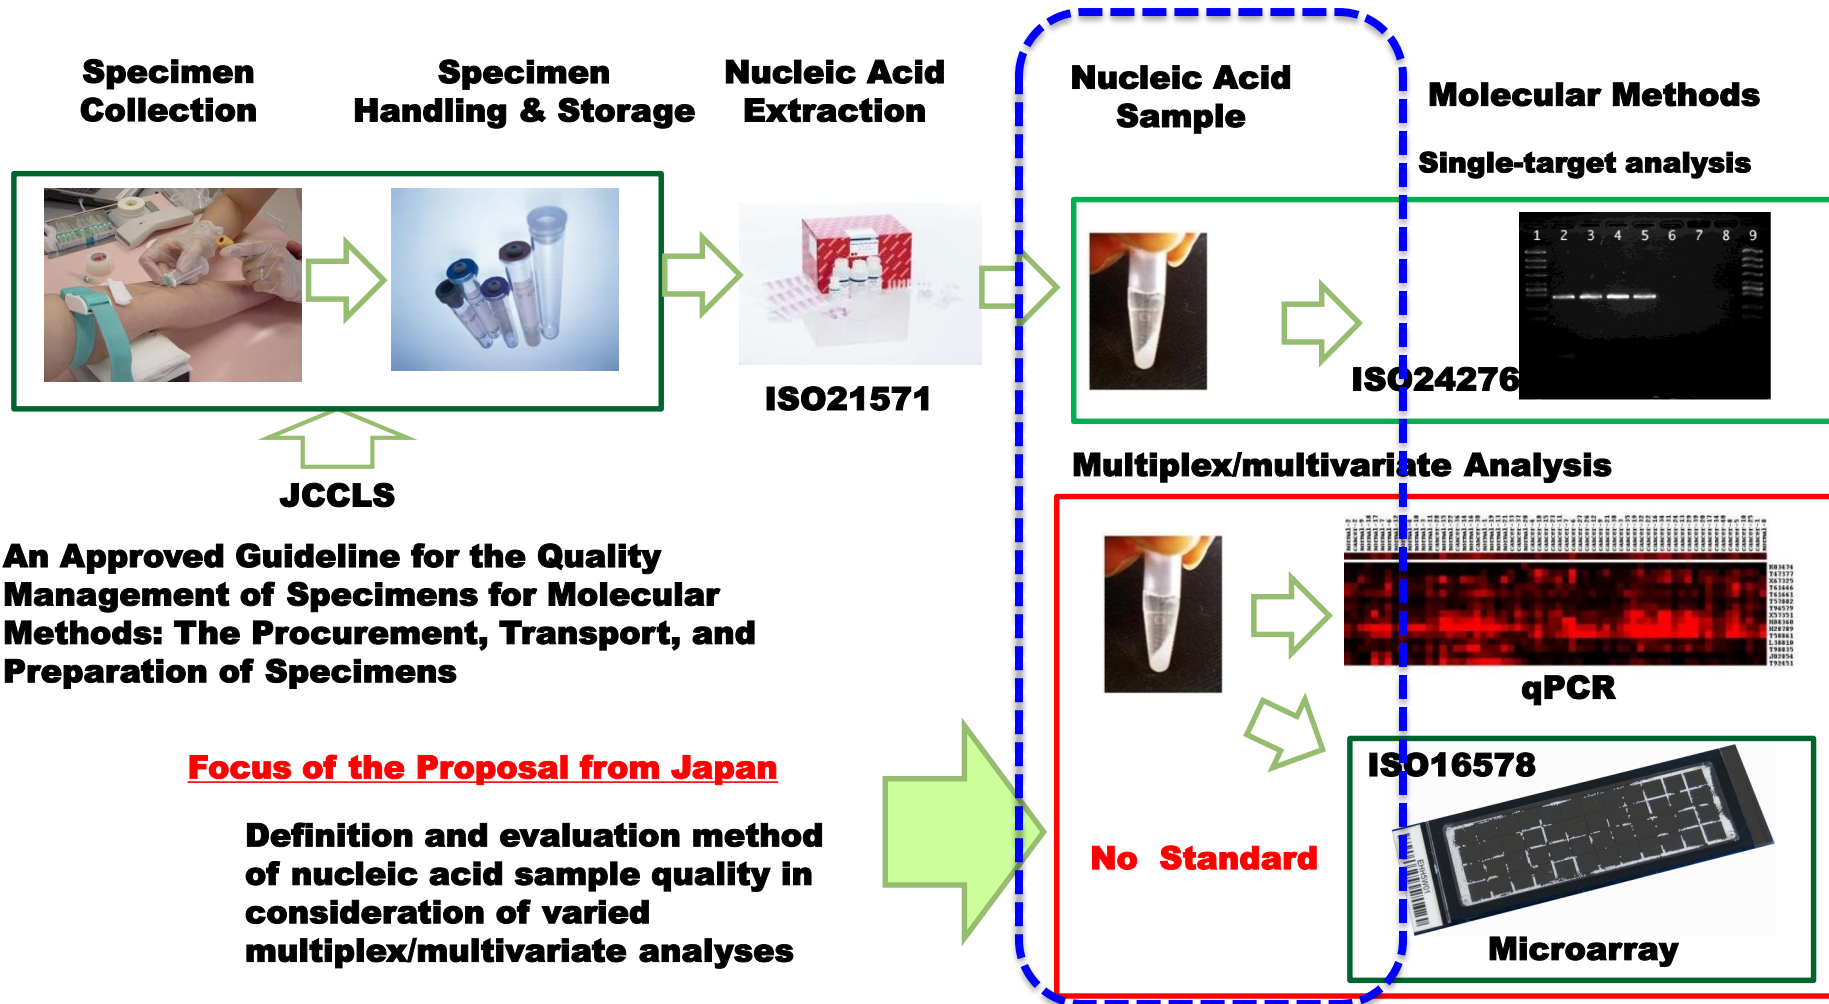 Specimen
Collection
Specimen
Handling & Storage
Nucleic Acid
Extraction
Nucleic Acid
Sample
Molecular Methods
Single-target analysis
1 2 3 4 5 6 7 8 9
ISO21571
ISO24276
JCCLS
An Approved Guideline for the Quality
Management of Specimens for Molecular
Methods: The Procurement, Transport, and
Preparation of Specimens
Multiplex/multivariate Analysis
qPCR
Focus of the Proposal from Japan
Definition and evaluation method
of nucleic acid sample quality in
consideration of varied
multiplex/multivariate analyses
No Standard
ISO16578
Microarray